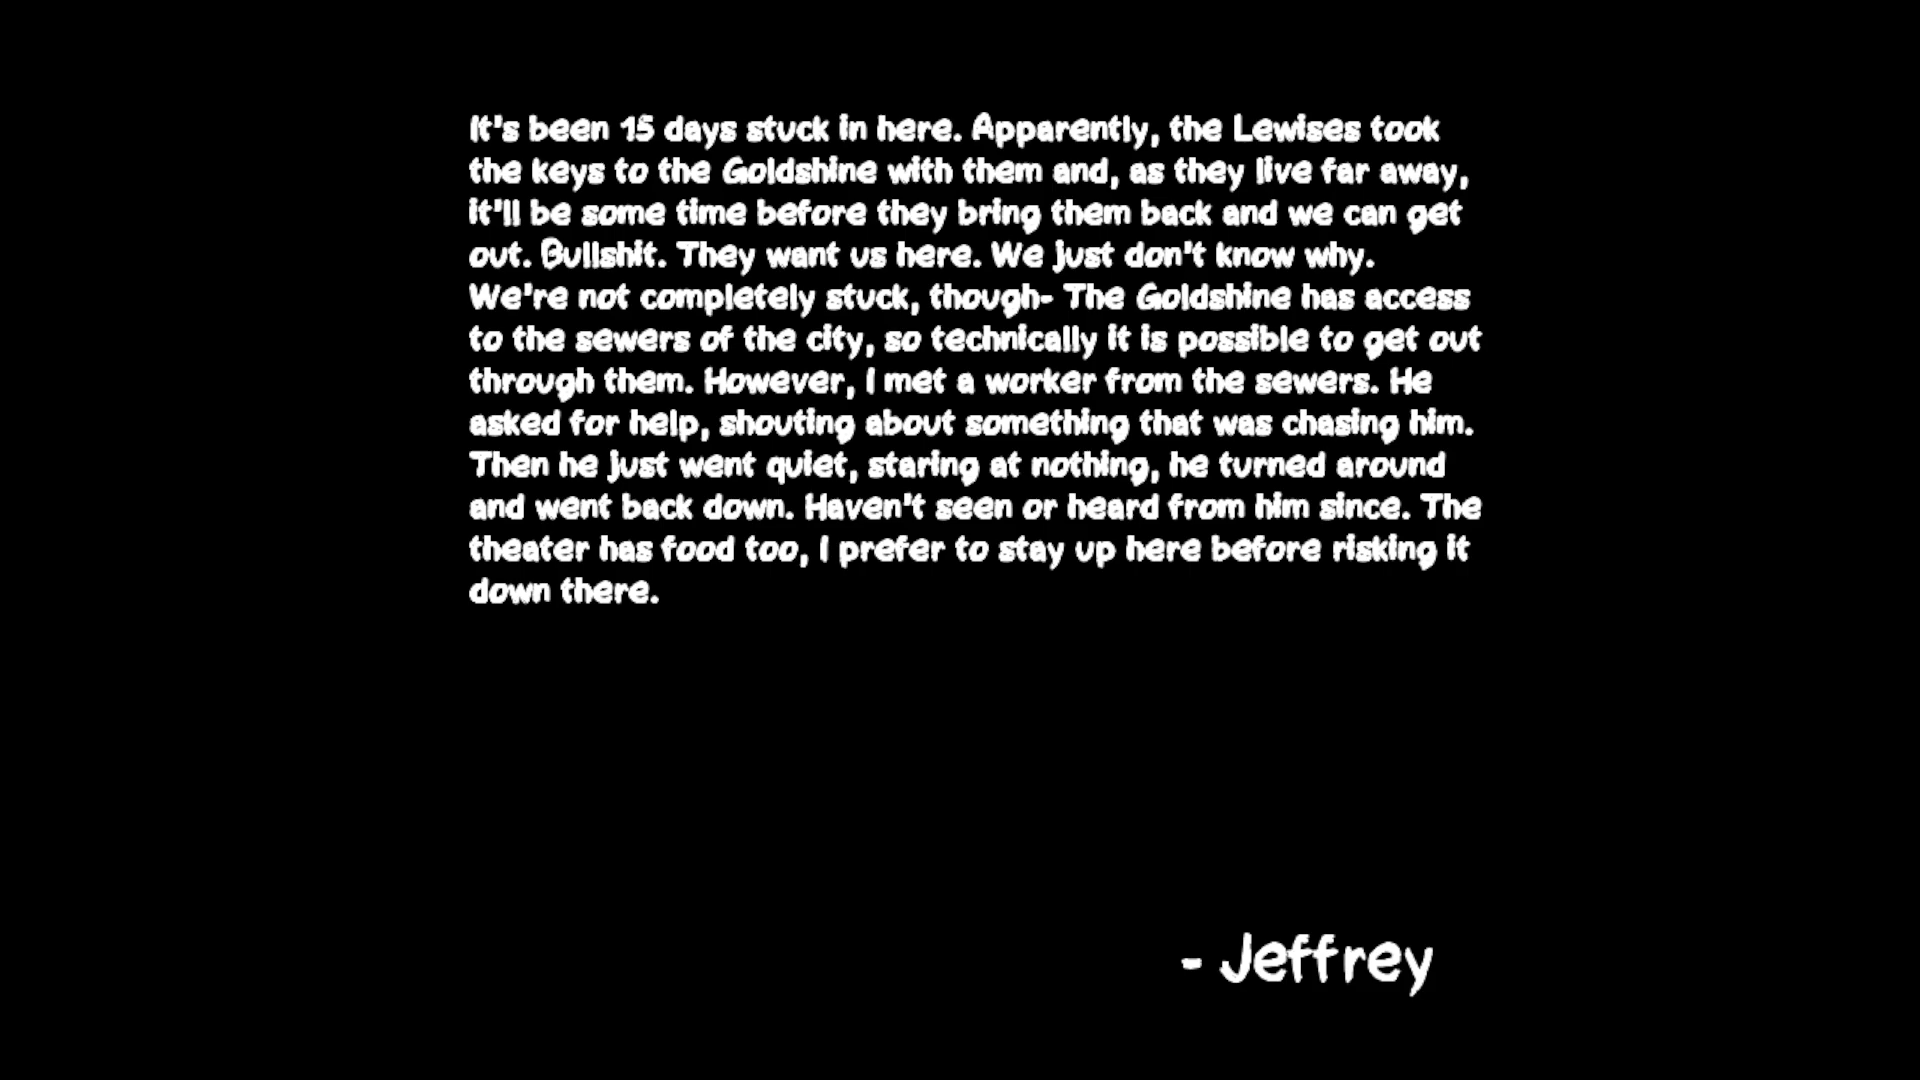 It's been 15 days stuck in here. Apparently, the Lewises took
the keys to the Goldshine with them and, as they live far away,
it'll be some time before they bring them back and we can get
out. Bullshit. They want us here. We just don't know why.
We're not completely stuck, though- The Goldshine has access
to the sewers of the city, so technically it is possible to get out
through them. However, I met a worker from the sewers. He
asked for help, shouting about something that was chasing him.
Then he just went quiet, staring at nothing, he turned around
and went back down. Haven't seen or heard from him since. The
theater has food too, I prefer to stay up here before risking it
down there.
- Jeffrey